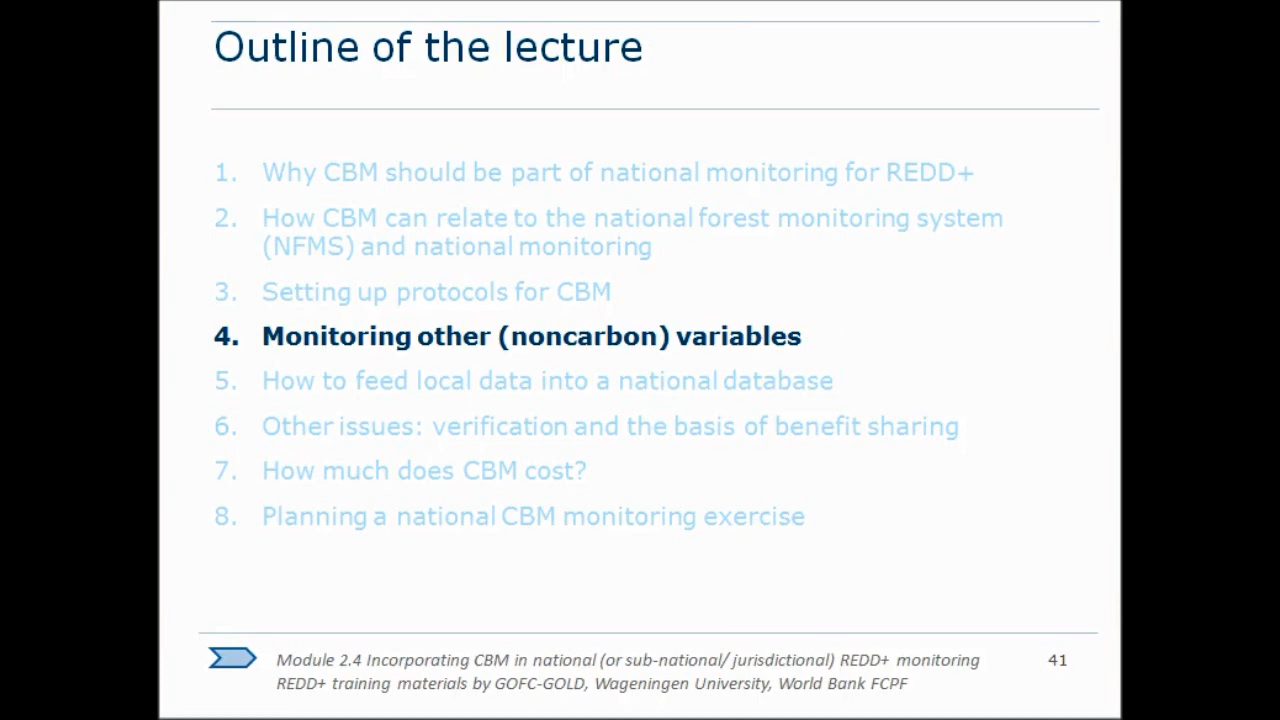 Outline of the lecture
1. Why CBM should be part of national monitoring for REDD+
2. How CBM can relate to the national forest monitoring system
(NFMS) and national monitoring
3. Setting up protocols for CBM
4. Monitoring other (noncarbon) variables
5. How to feed local data into a national database
6. Other issues: verification and the basis of benefit sharing
7. How much does CBM cost?
8. Planning a national CBM monitoring exercise
Module 2.4 Incorporating CBM in national (or sub-national/ jurisdictional) REDD+ monitoring
REDD+ training materials by GOFC-GOLD, Wageningen University, World Bank FCPF
41